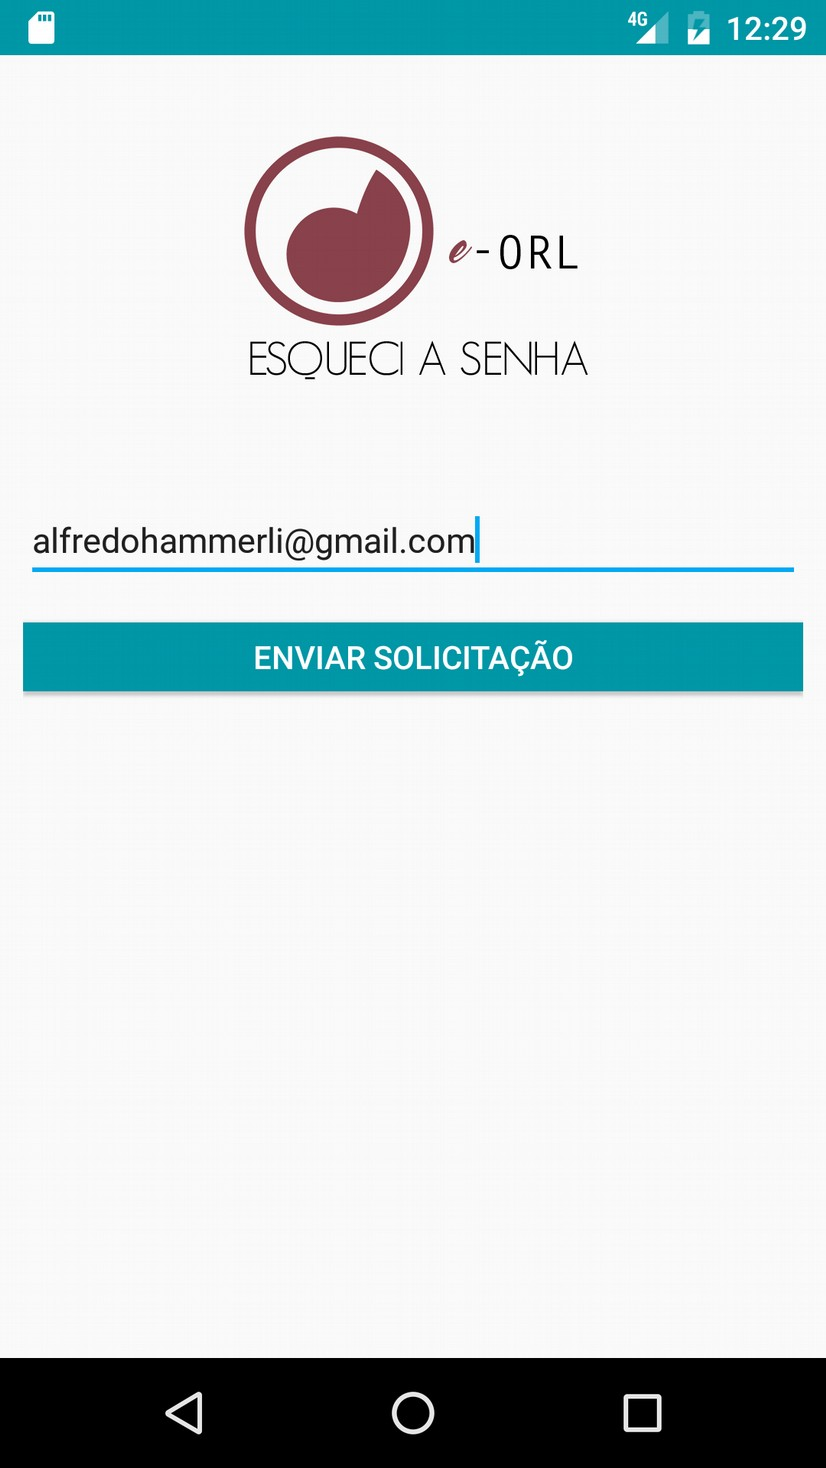 4G 12:29
e-ORL
ESQUECI A SENHA
alfredohammerli@gmail.com
ENVIAR SOLICITAÇÃO